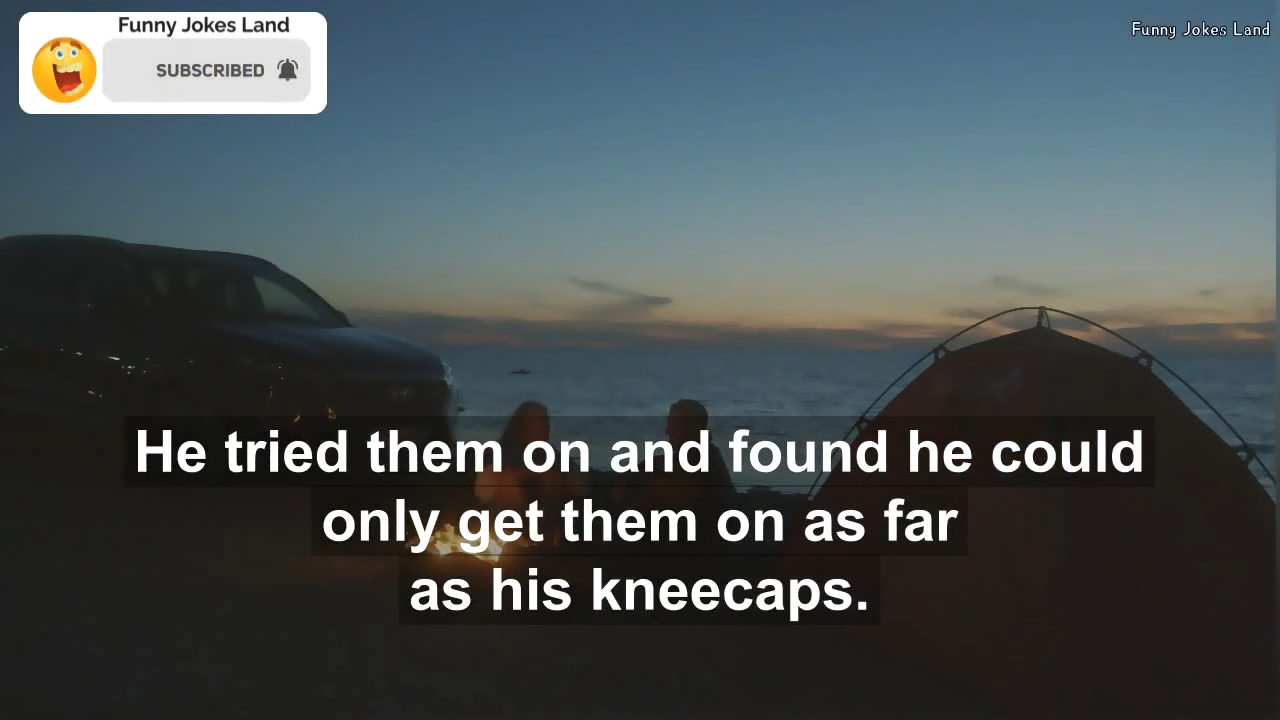 Funny Jokes Land
SUBSCRIBED
Funny Jokes Land
He tried them on and found he could
only get them on as far
as his kneecaps.